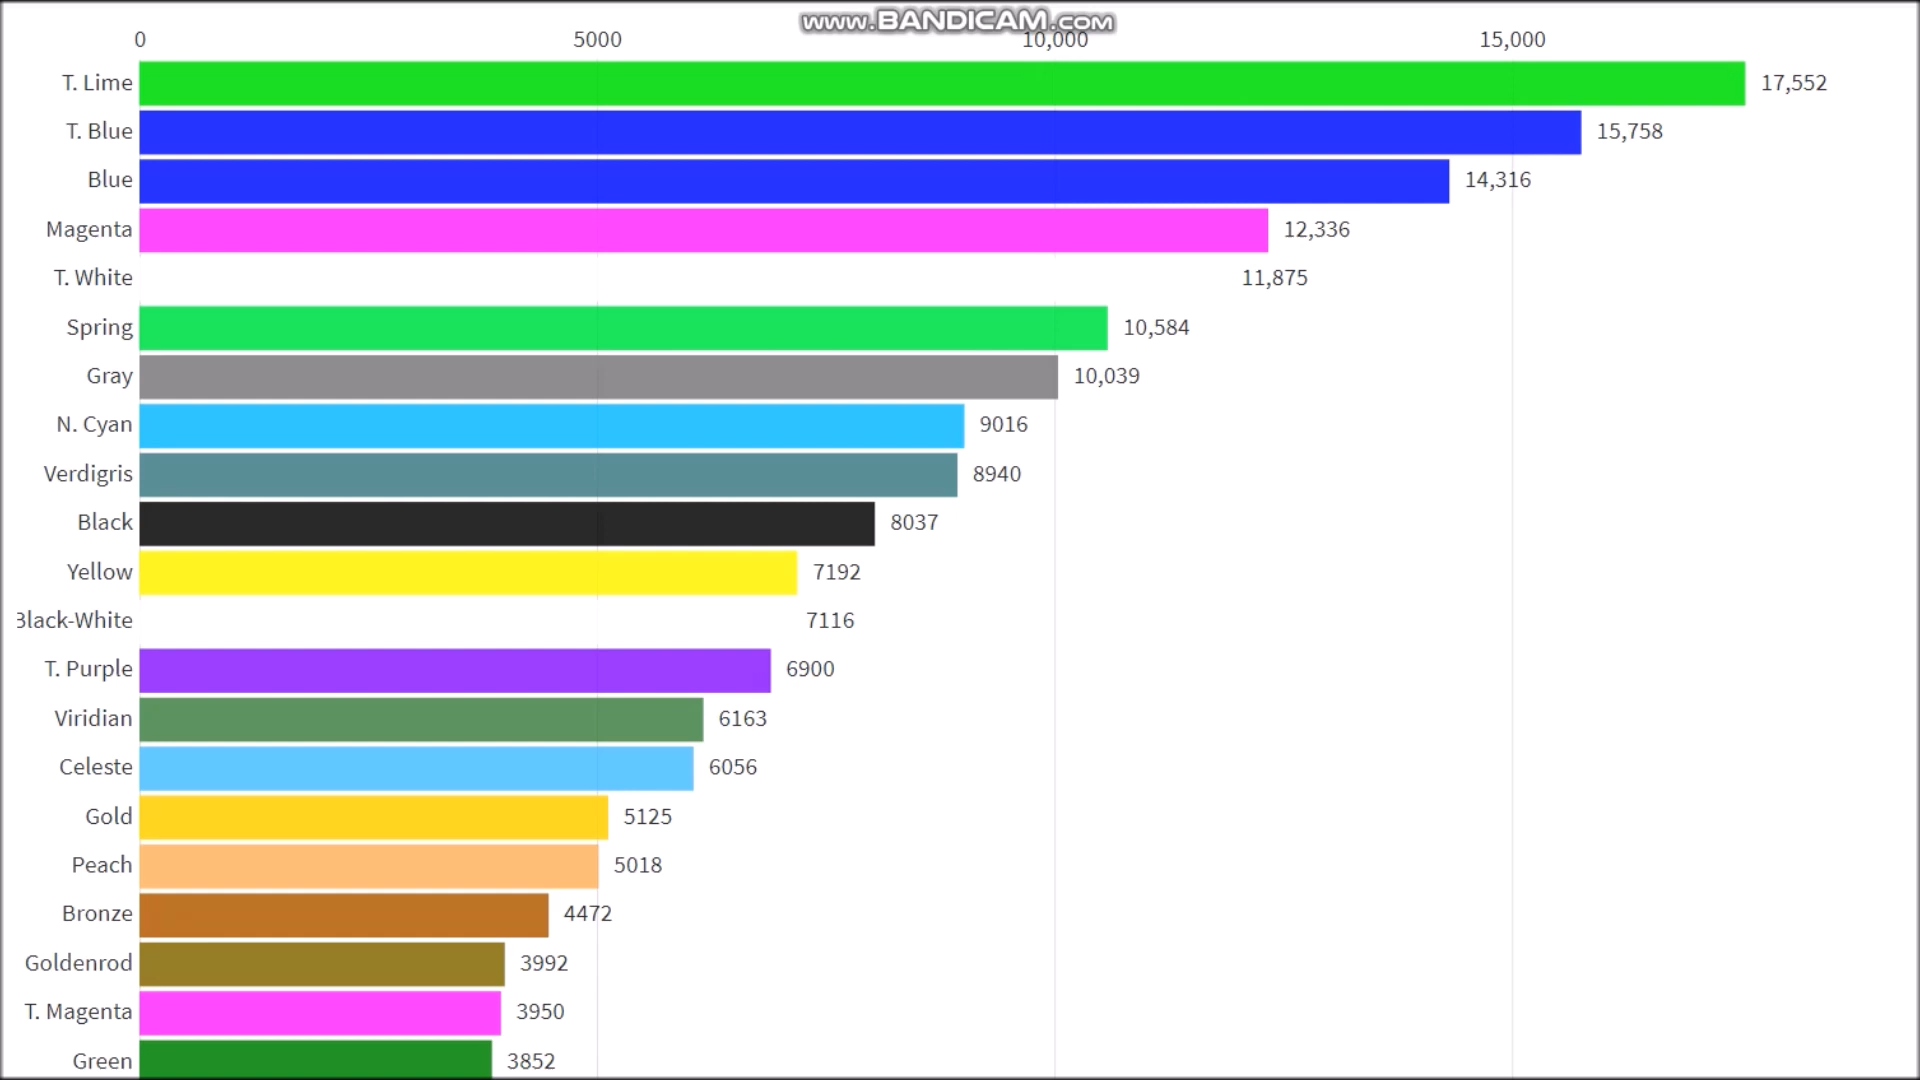 www.BANDICAM.com
0 5000 10,000 15,000
T. Lime 17,552
T. Blue 15,758
Blue 14,316
Magenta 12,336
T. White 11,875
Spring 10,584
Gray 10,039
N. Cyan 9016
Verdigris 8940
Black 8037
Yellow 7192
Black-White 7116
T. Purple 6900
Viridian 6163
Celeste 6056
Gold 5125
Peach 5018
Bronze 4472
Goldenrod 3992
T. Magenta 3950
Green 3852